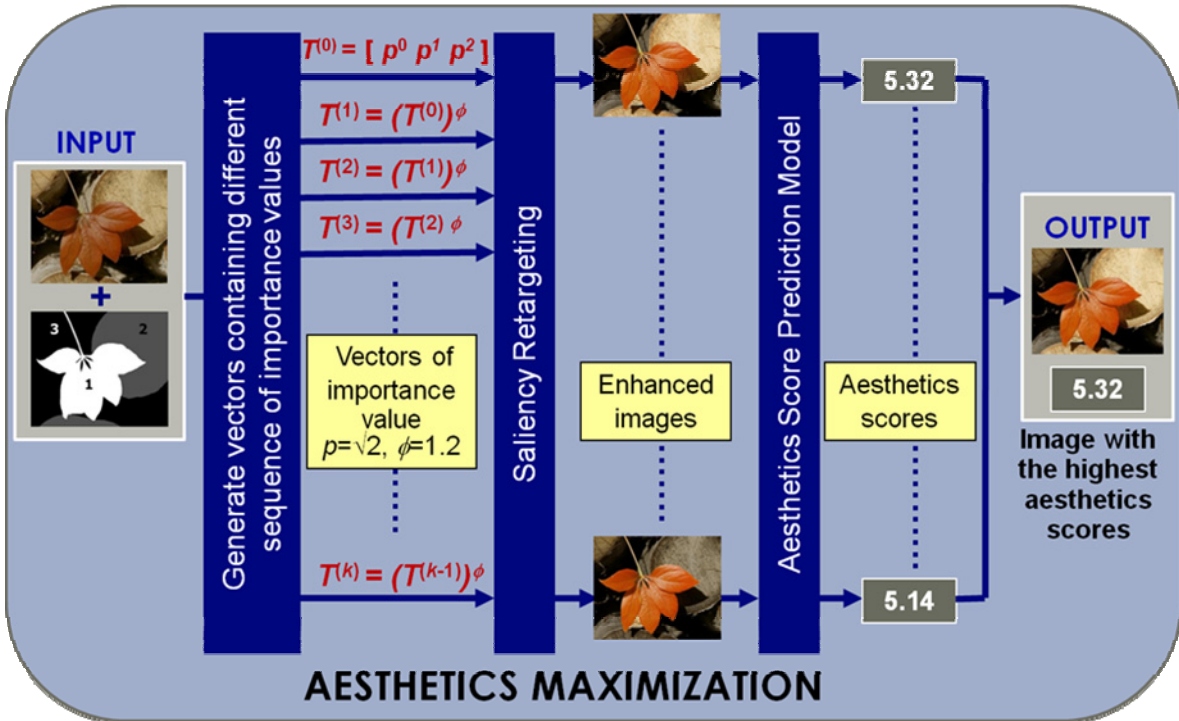 INPUT
+
3
2
1
Generate vectors containing different
sequence of importance values
T⁽⁰⁾ = [ p⁰ p¹ p² ]
T⁽¹⁾ = (T⁽⁰⁾)ᶲ
T⁽²⁾ = (T⁽¹⁾)ᶲ
T⁽³⁾ = (T⁽²⁾ ᶲ
Vectors of
importance
value
p=√2, ϕ=1.2
T⁽ᵏ⁾ = (T⁽ᵏ⁻¹⁾)ᶲ
Saliency Retargeting
Enhanced
images
Aesthetics Score Prediction Model
5.32
Aesthetics
scores
5.14
OUTPUT
5.32
Image with
the highest
aesthetics
scores
AESTHETICS MAXIMIZATION